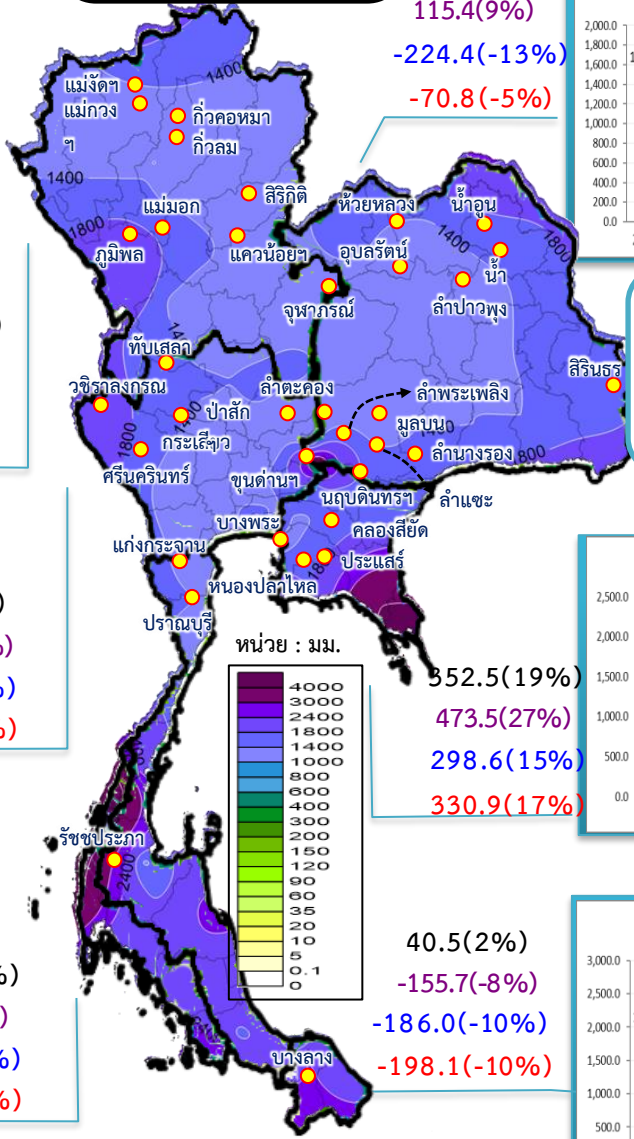 115.4(9%)
-224.4(-13%)
-70.8(-5%)
2,000.0
1,800.0
1,600.0
1,400.0
1,200.0
1,000.0
800.0
600.0
400.0
200.0
0.0
1400
แม่งัดฯ
แม่กวง
ฯ
กิ่วคอหมา
กิ่วลม
1400
สิริกิติ์
แม่มอก
1800
ภูมิพล
แควน้อยฯ
ห้วยหลวง
น้ำอูน
1400
1800
อุบลรัตน์
น้ำ
พุง
ลำปาว
จุฬาภรณ์
ทับเสลา
สิรินธร
วชิราลงกรณ
ป่าสัก
ลำตะคอง
ลำพระเพลิง
1400
1800
กระเสียว
มูลบน
1400
ศรีนครินทร์
ลำนางรอง
1800
ขุนด่านฯ
นฤบดินทรฯ
ลำแซะ
บางพระ
คลองสียัด
แก่งกระจาน
ประแสร์
หนองปลาไหล
ปราณบุรี
หน่วย : มม.
4000
3000
2400
1800
1400
1000
800
600
400
300
200
150
120
90
60
35
20
10
5
0.1
0
352.5(19%)
473.5(27%)
298.6(15%)
330.9(17%)
2,500.0
2,000.0
1,500.0
1,000.0
500.0
0.0
รัชชประภา
2400
40.5(2%)
-155.7(-8%)
-186.0(-10%)
-198.1(-10%)
บางลาง
3,000.0
2,500.0
2,000.0
1,500.0
1,000.0
500.0